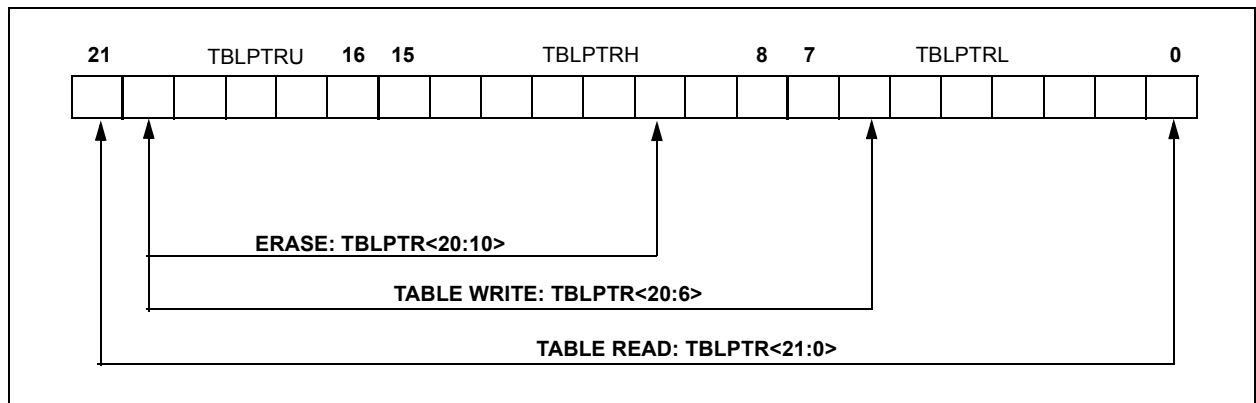 21 TBLPTRU 16 15 TBLPTRH 8 7 TBLPTRL 0
ERASE: TBLPTR<20:10>
TABLE WRITE: TBLPTR<20:6>
TABLE READ: TBLPTR<21:0>